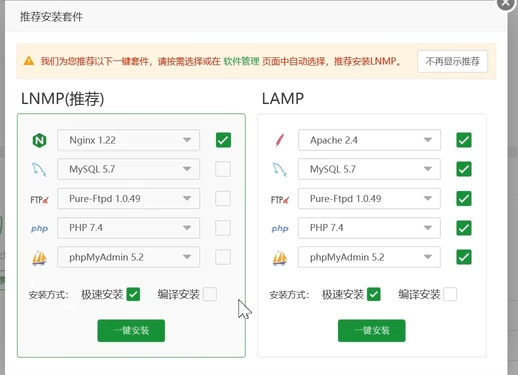 推荐安装套件
我们为您推荐以下一键套件，请按需选择或在 软件管理 页面中自动选择，推荐安装LNMP。
不再显示推荐
LNMP(推荐)
Nginx 1.22
MySQL 5.7
FTPd Pure-Ftpd 1.0.49
php PHP 7.4
phpMyAdmin 5.2
安装方式： 极速安装 编译安装
一键安装
LAMP
Apache 2.4
MySQL 5.7
FTPd Pure-Ftpd 1.0.49
php PHP 7.4
phpMyAdmin 5.2
安装方式： 极速安装 编译安装
一键安装